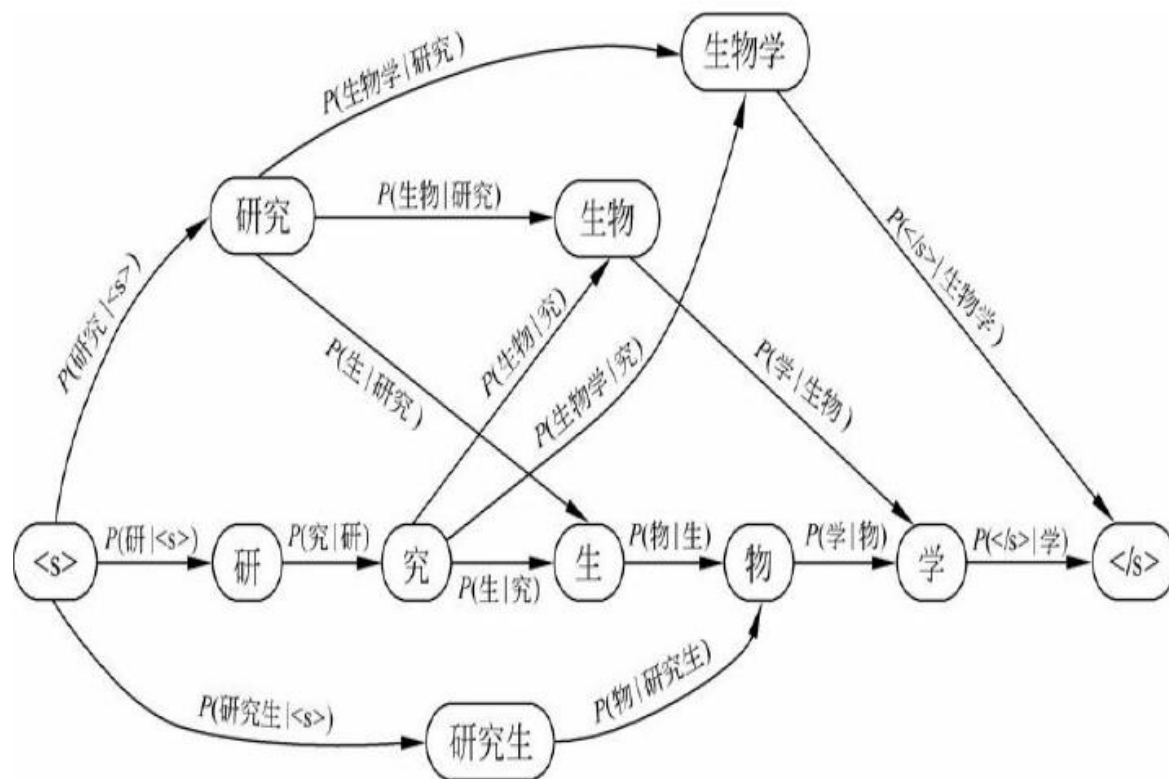 生物学
P(生物学|研究)
研究
P(生物|研究)
生物
P(研究|<s>)
P(生|研究)
P(生物|究)
P(生物学|究)
P(学|生物)
P(</s>|生物学)
<s>
P(研|<s>)
研
P(究|研)
究
P(生|究)
生
P(物|生)
物
P(学|物)
学
P(</s>|学)
</s>
P(研究生|<s>)
研究生
P(物|研究生)